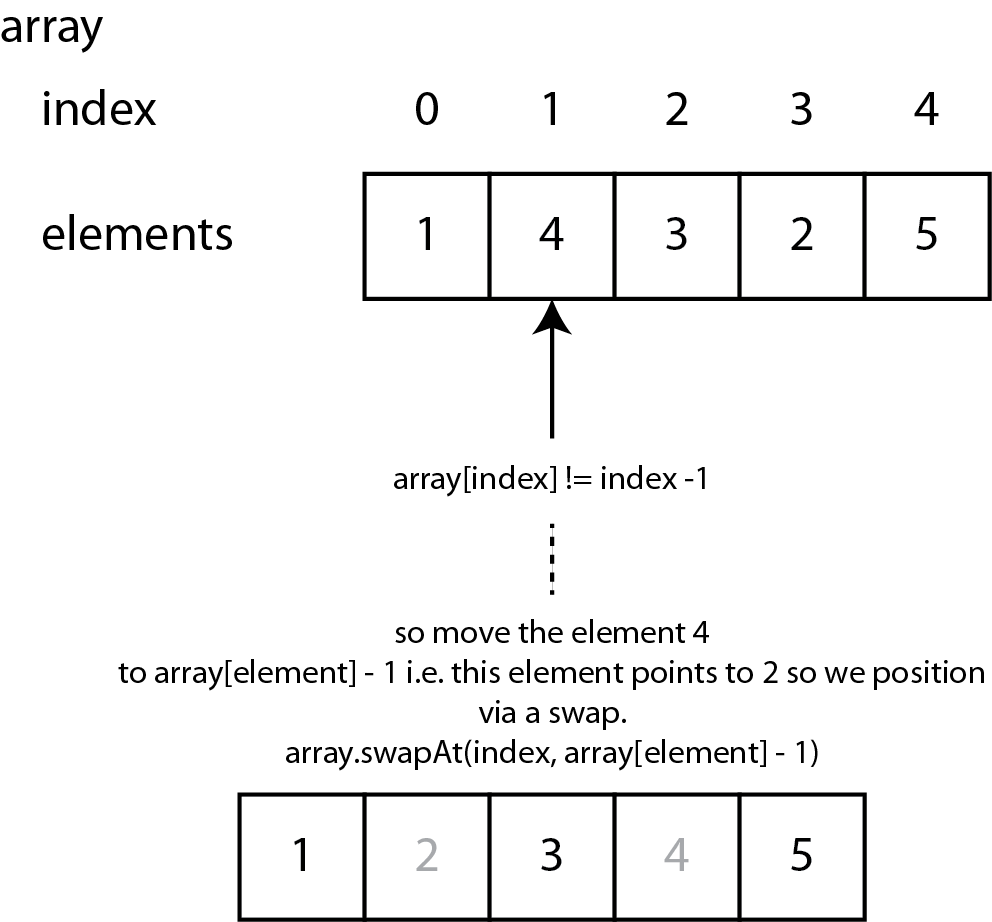 array
index 0 1 2 3 4
elements 1 4 3 2 5
array[index] != index -1
so move the element 4
to array[element] - 1 i.e. this element points to 2 so we position
via a swap.
array.swapAt(index, array[element] - 1)
1 2 3 4 5